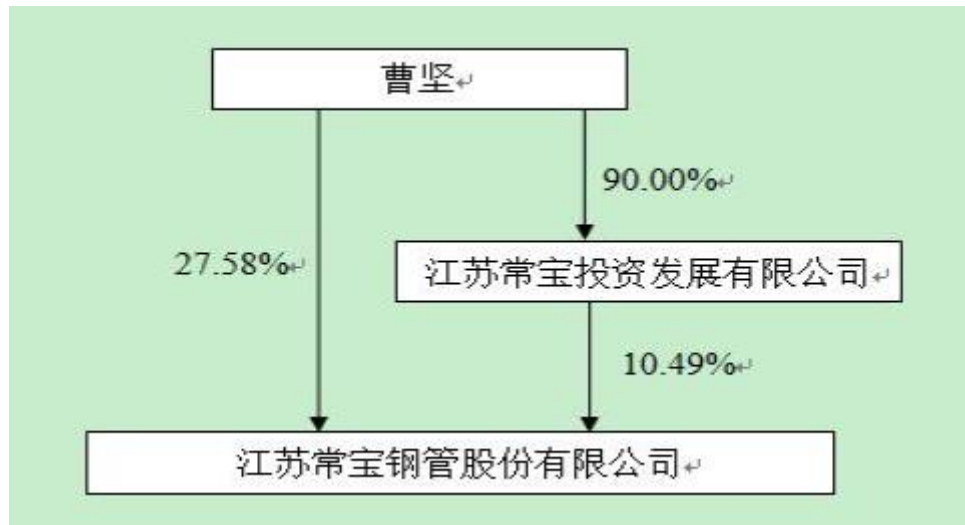 曹坚
90.00%
27.58%
江苏常宝投资发展有限公司
10.49%
江苏常宝钢管股份有限公司